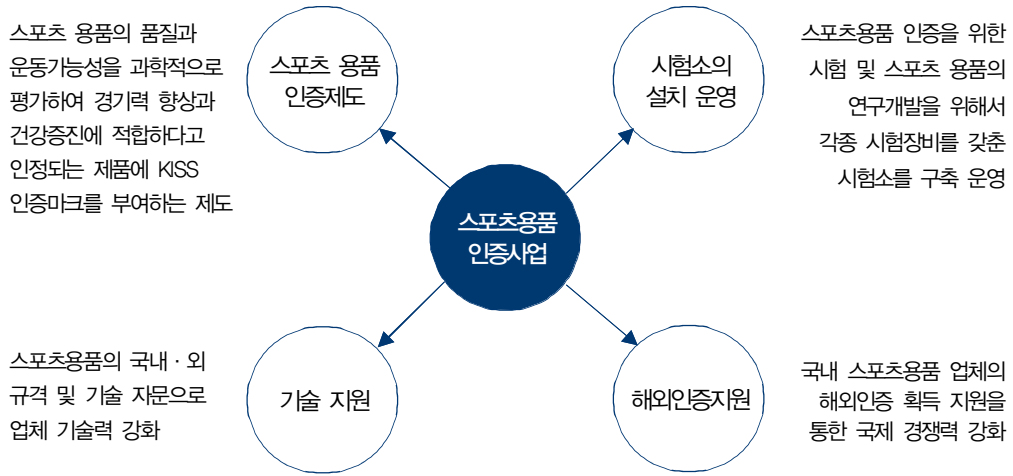 스포츠 용품의 품질과
운동가능성을 과학적으로
평가하여 경기력 향상과
건강증진에 적합하다고
인정되는 제품에 KISS
인증마크를 부여하는 제도
스포츠 용품
인증제도
시험소의
설치 운영
스포츠용품 인증을 위한
시험 및 스포츠 용품의
연구개발을 위해서
각종 시험장비를 갖춘
시험소를 구축 운영
스포츠용품
인증사업
스포츠용품의 국내·외
규격 및 기술 자문으로
업체 기술력 강화
기술 지원
해외인증지원
국내 스포츠용품 업체의
해외인증 획득 지원을
통한 국제 경쟁력 강화